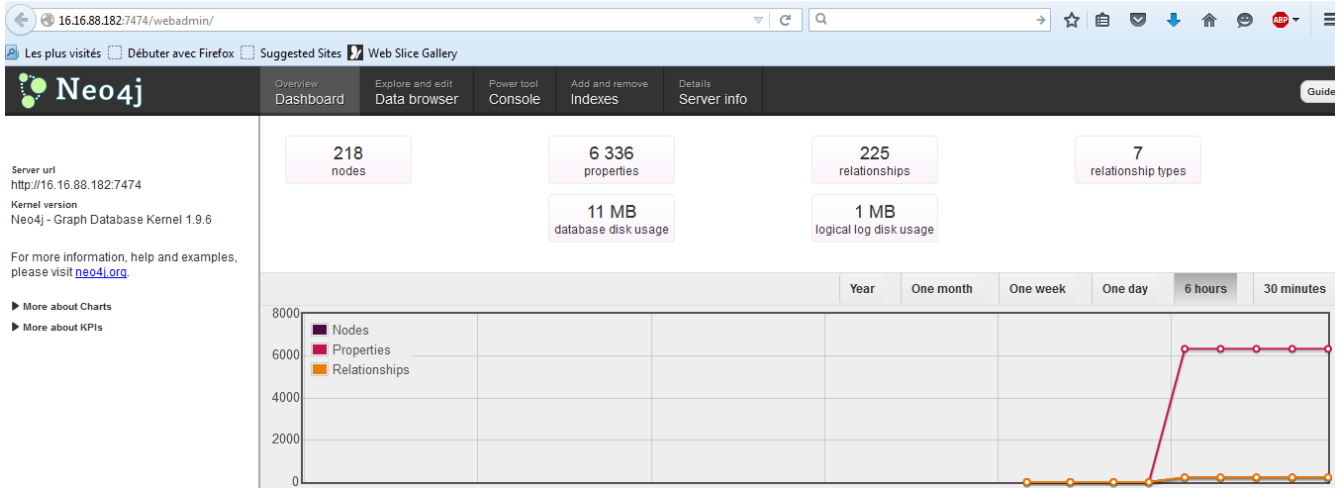 16.16.88.182:7474/webadmin/
ABP
Les plus visités Débuter avec Firefox Suggested Sites Web Slice Gallery
Neo4j
Overview Explore and edit Power tool Add and remove Details
Dashboard Data browser Console Indexes Server info
Guide
218 6 336 225 7
nodes properties relationships relationship types
11 MB 1 MB
database disk usage logical log disk usage
Server url
http://16.16.88.182:7474
Kernel version
Neo4j - Graph Database Kernel 1.9.6
For more information, help and examples,
please visit neo4j.org.
More about Charts
More about KPIs
Year One month One week One day 6 hours 30 minutes
8000
Nodes
Properties
6000
Relationships
4000
2000
0